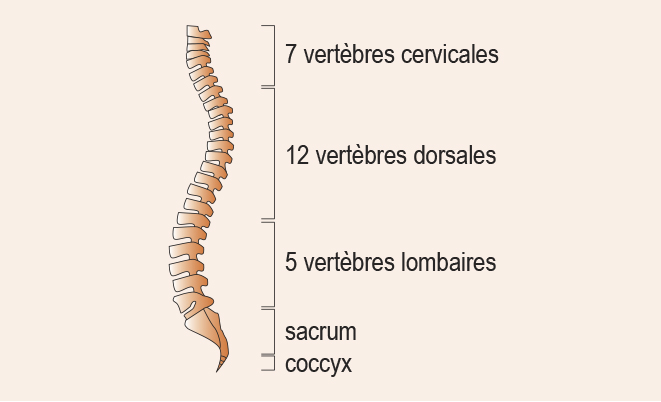 7 vertèbres cervicales
12 vertèbres dorsales
5 vertèbres lombaires
sacrum
coccyx